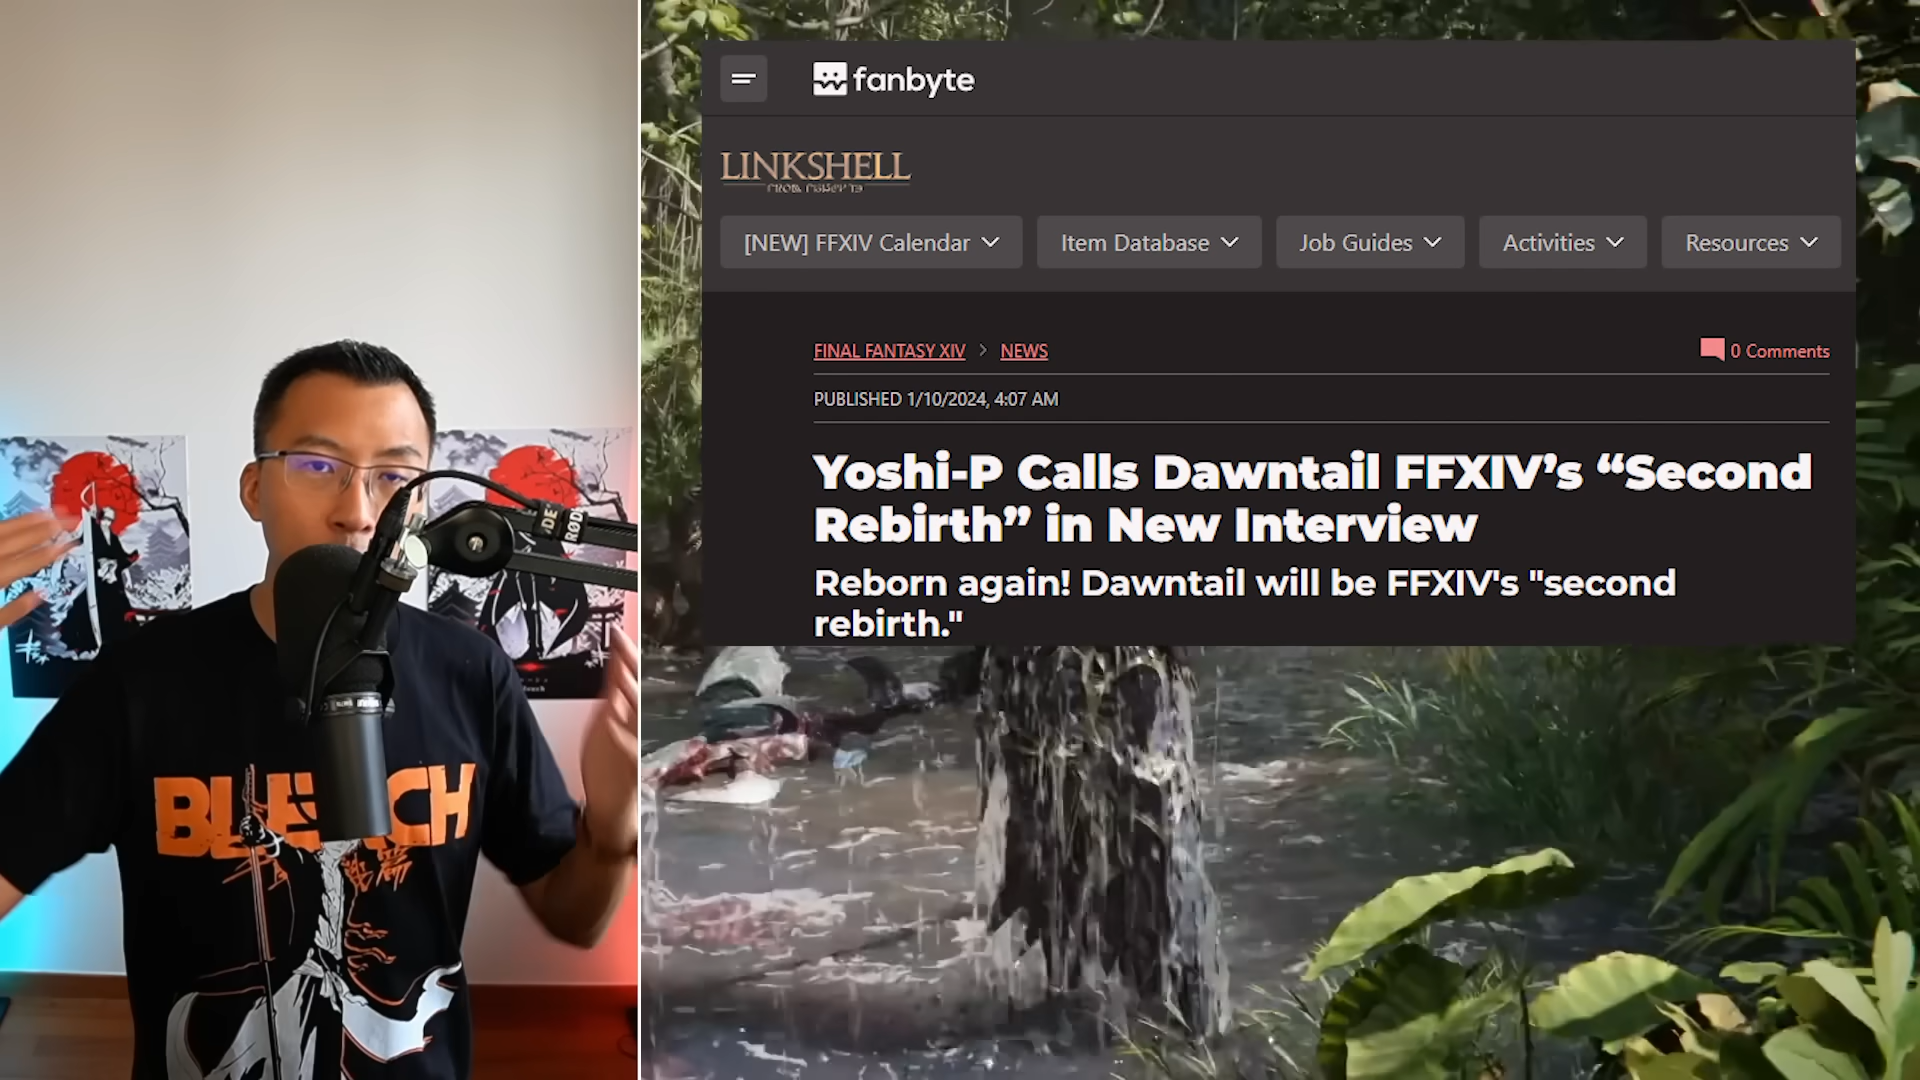 fanbyte
LINKSHELL
[NEW] FFXIV Calendar
Item Database
Job Guides
Activities
Resources
FINAL FANTASY XIV > NEWS
0 Comments
PUBLISHED 1/10/2024, 4:07 AM
Yoshi-P Calls Dawntail FFXIV’s “Second
Rebirth” in New Interview
Reborn again! Dawntail will be FFXIV's "second
rebirth."
RØDE
BLEACH